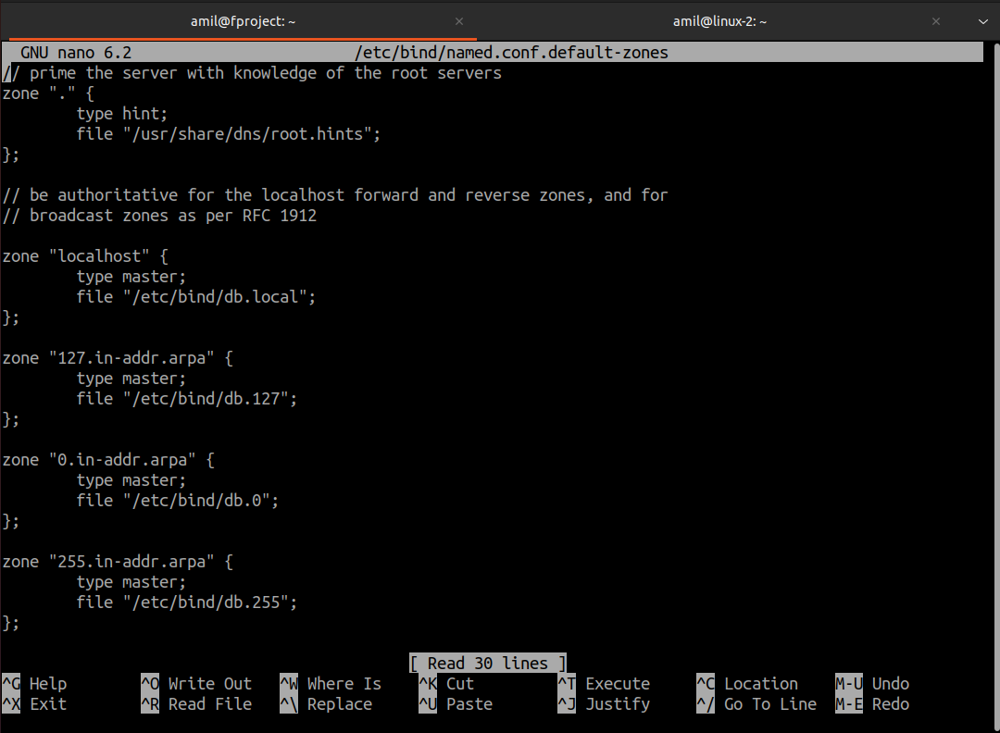 amil@fproject: ~ × amil@linux-2: ~ ×
GNU nano 6.2 /etc/bind/named.conf.default-zones
// prime the server with knowledge of the root servers
zone "." {
        type hint;
        file "/usr/share/dns/root.hints";
};

// be authoritative for the localhost forward and reverse zones, and for
// broadcast zones as per RFC 1912

zone "localhost" {
        type master;
        file "/etc/bind/db.local";
};

zone "127.in-addr.arpa" {
        type master;
        file "/etc/bind/db.127";
};

zone "0.in-addr.arpa" {
        type master;
        file "/etc/bind/db.0";
};

zone "255.in-addr.arpa" {
        type master;
        file "/etc/bind/db.255";
};

[ Read 30 lines ]
^G Help ^O Write Out ^W Where Is ^K Cut ^T Execute ^C Location M-U Undo
^X Exit ^R Read File ^\ Replace ^U Paste ^J Justify ^/ Go To Line M-E Redo